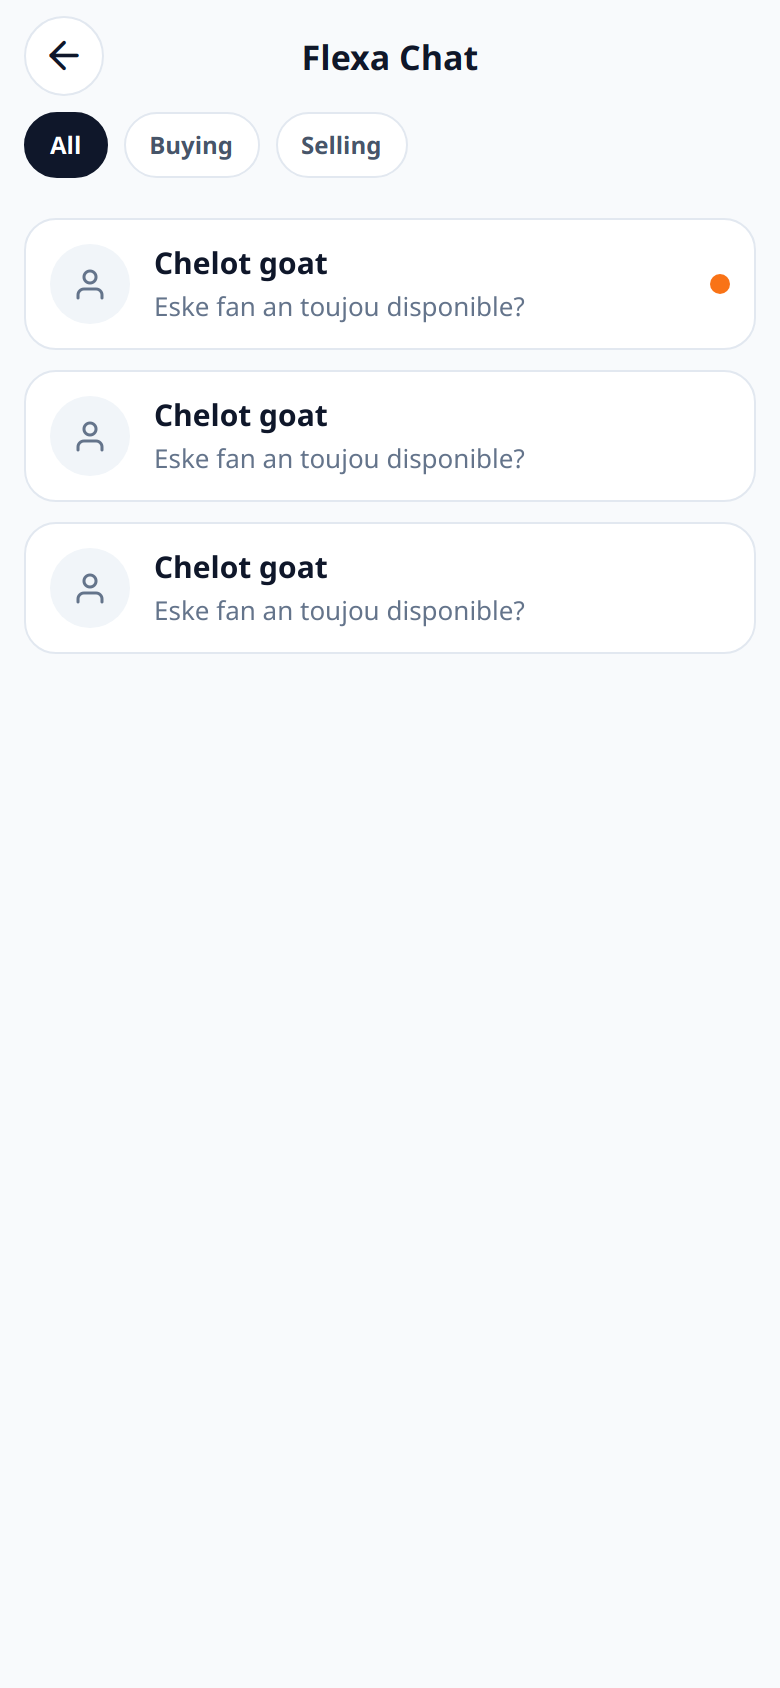 Flexa Chat
All
Buying
Selling
Chelot goat
Eske fan an toujou disponible?
Chelot goat
Eske fan an toujou disponible?
Chelot goat
Eske fan an toujou disponible?